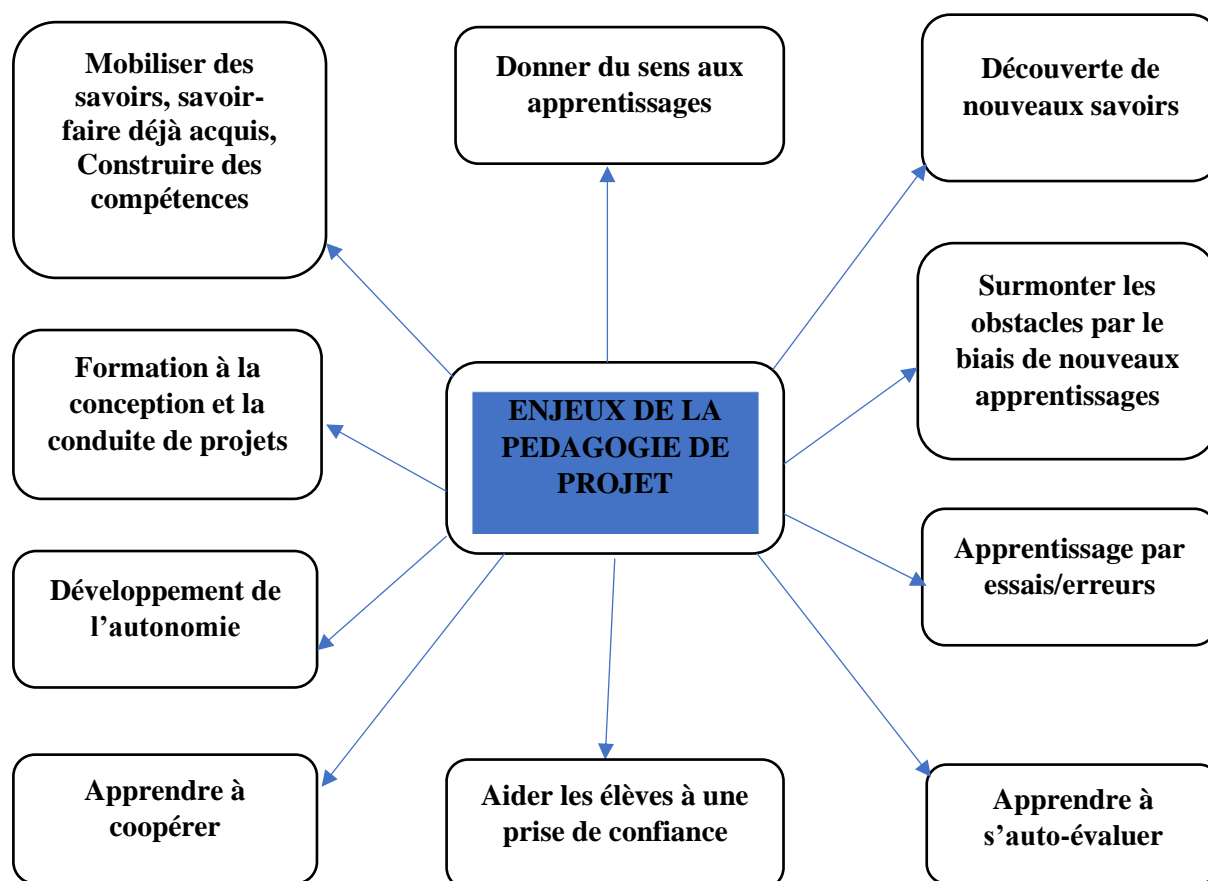 Mobiliser des
savoirs, savoir-
faire déjà acquis,
Construire des
compétences
Donner du sens aux
apprentissages
Découverte de
nouveaux savoirs
Formation à la
conception et la
conduite de projets
ENJEUX DE LA
PEDAGOGIE DE
PROJET
Surmonter les
obstacles par le
biais de nouveaux
apprentissages
Développement de
l’autonomie
Apprentissage par
essais/erreurs
Apprendre à
coopérer
Aider les élèves à une
prise de confiance
Apprendre à
s’auto-évaluer